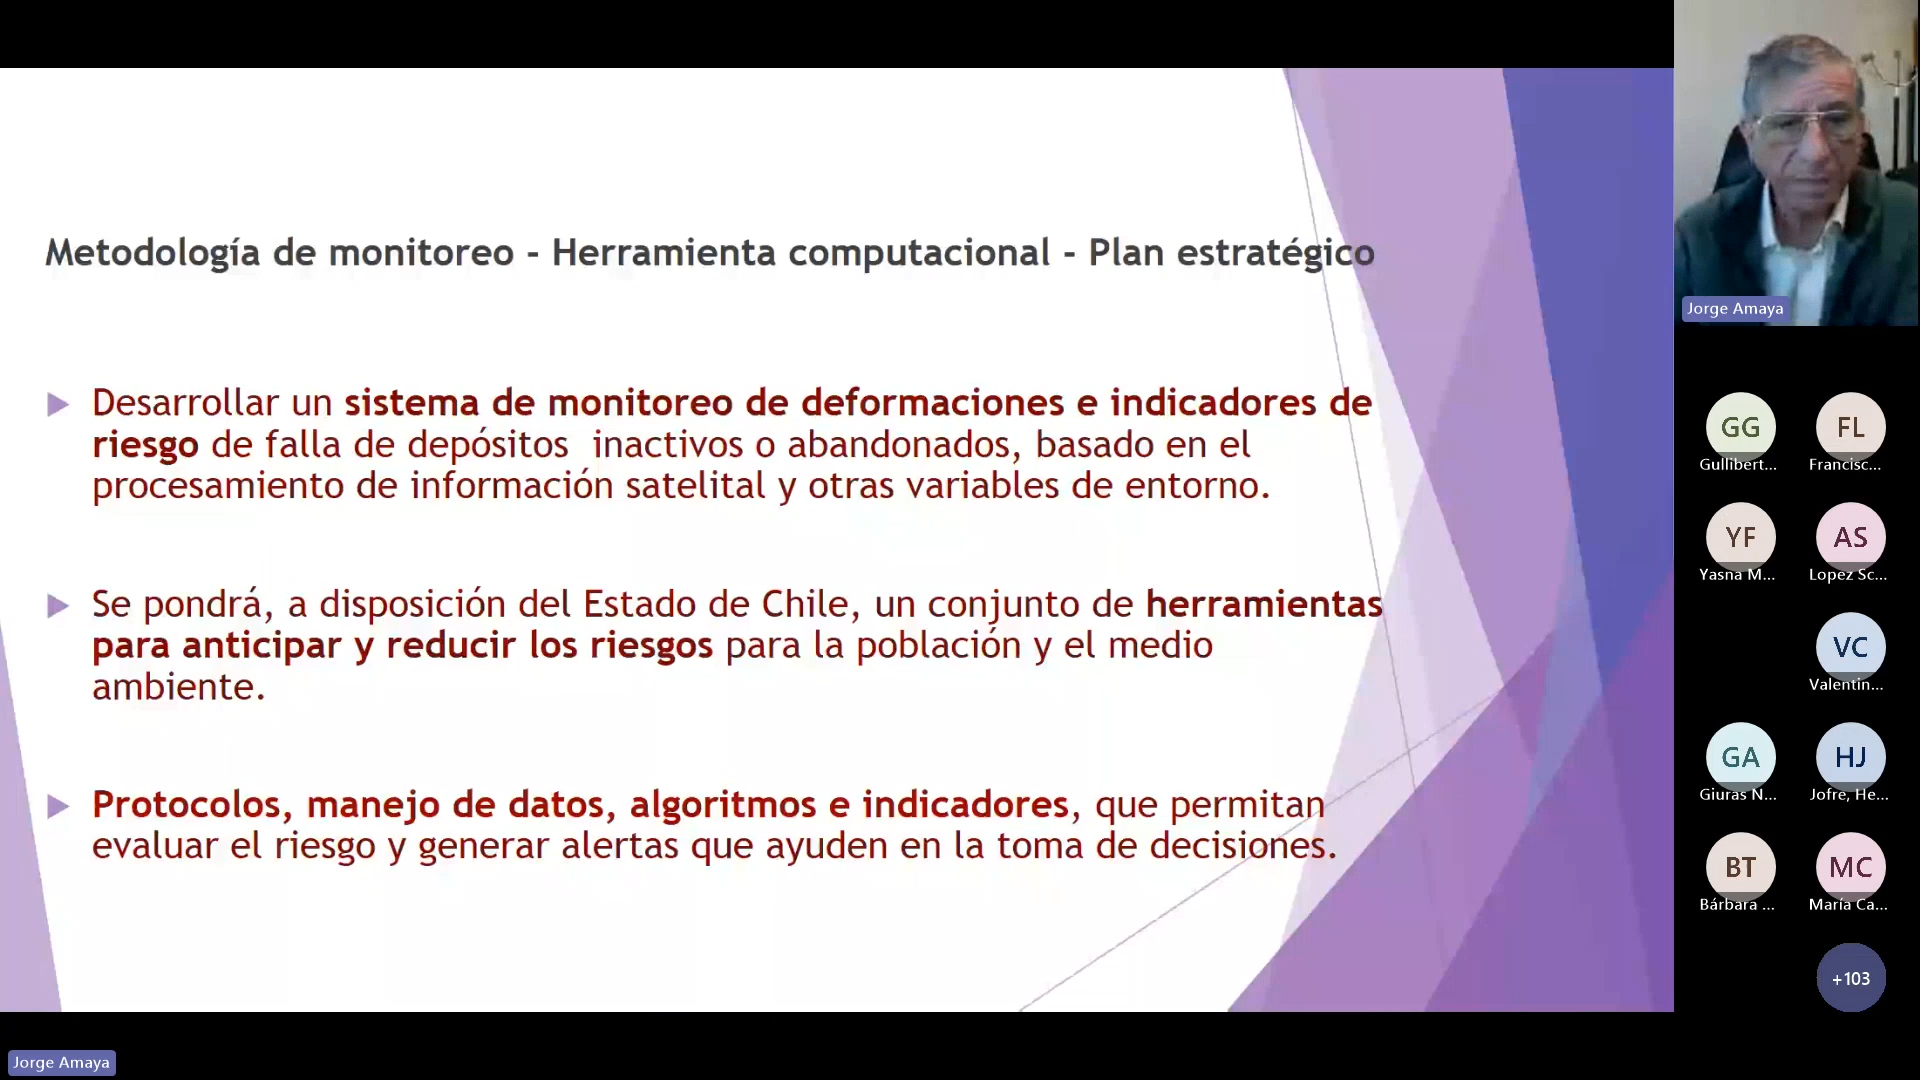 Metodología de monitoreo - Herramienta computacional - Plan estratégico
Desarrollar un sistema de monitoreo de deformaciones e indicadores de
riesgo de falla de depósitos  inactivos o abandonados, basado en el
procesamiento de información satelital y otras variables de entorno.
Se pondrá, a disposición del Estado de Chile, un conjunto de herramientas
para anticipar y reducir los riesgos para la población y el medio
ambiente.
Protocolos, manejo de datos, algoritmos e indicadores, que permitan
evaluar el riesgo y generar alertas que ayuden en la toma de decisiones.
Jorge Amaya
GG
Gullibert...
FL
Francisc...
YF
Yasna M...
AS
Lopez Sc...
VC
Valentin...
GA
Giuras N...
HJ
Jofre, He...
BT
Bárbara ...
MC
María Ca...
+103
Jorge Amaya